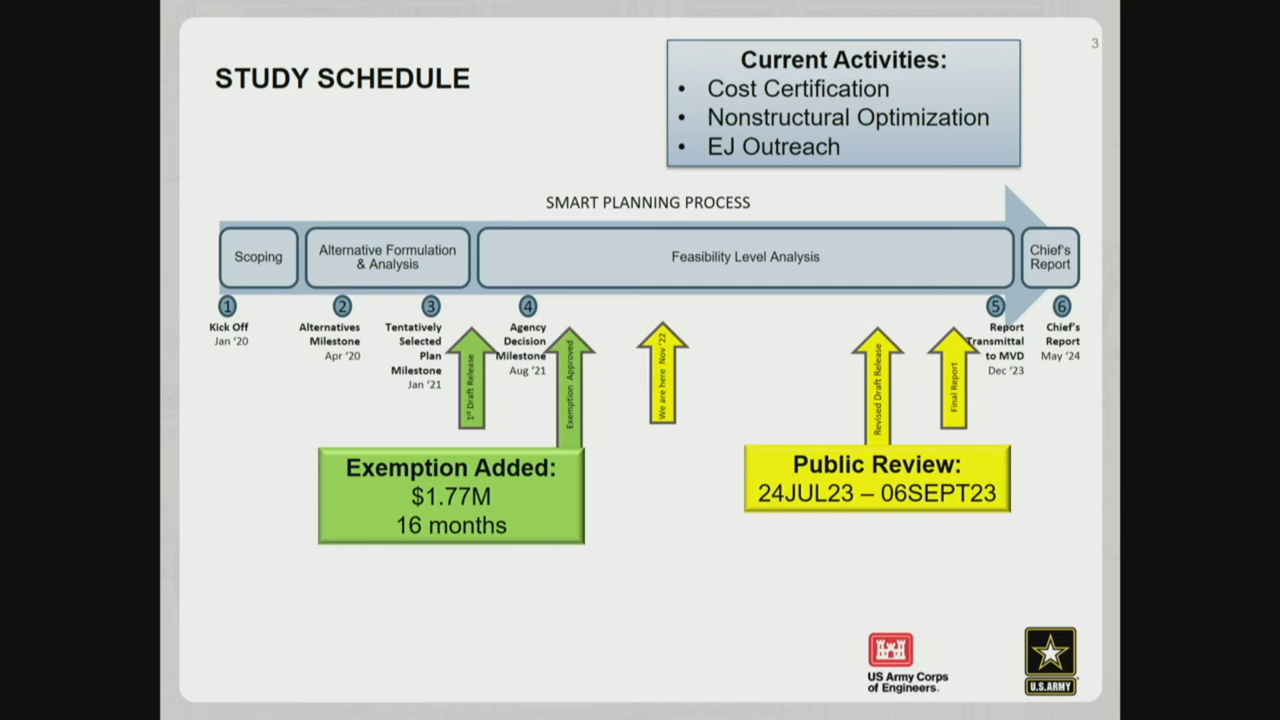 3
STUDY SCHEDULE
Current Activities:
• Cost Certification
• Nonstructural Optimization
• EJ Outreach
SMART PLANNING PROCESS
Scoping
Alternative Formulation
& Analysis
Feasibility Level Analysis
Chief's
Report
1
Kick Off
Jan '20
2
Alternatives
Milestone
Apr '20
3
Tentatively
Selected
Plan
Milestone
Jan '21
1st Draft Release
4
Agency
Decision
Milestone
Aug '21
Exemption Approved
We are here Nov '22
Revised Draft Release
Final Report
5
Report
Transmittal
to MVD
Dec '23
6
Chief's
Report
May '24
Exemption Added:
$1.77M
16 months
Public Review:
24JUL23 – 06SEPT23
US Army Corps
of Engineers.
U.S.ARMY